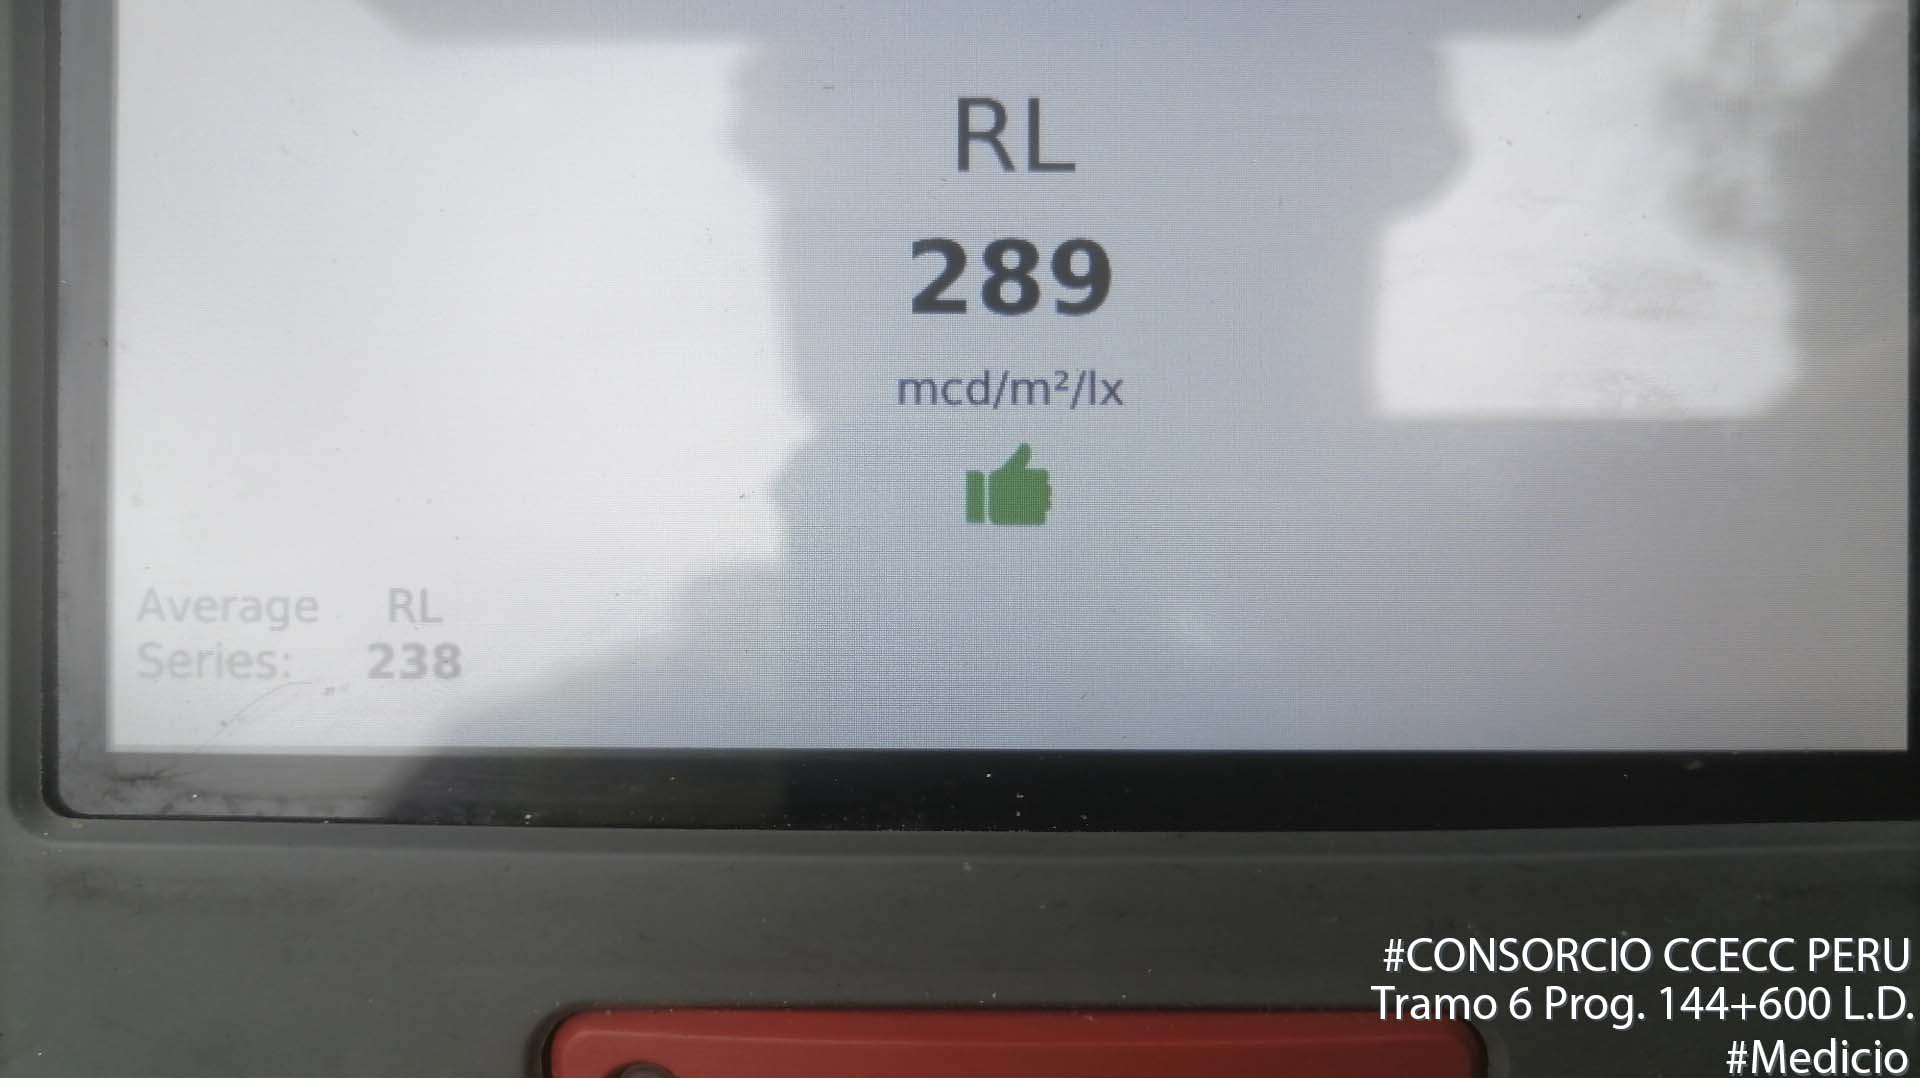 RL
289
mcd/m²/lx
Average RL
Series: 238
#CONSORCIO CCECC PERU
Tramo 6 Prog. 144+600 L.D.
#Medicio